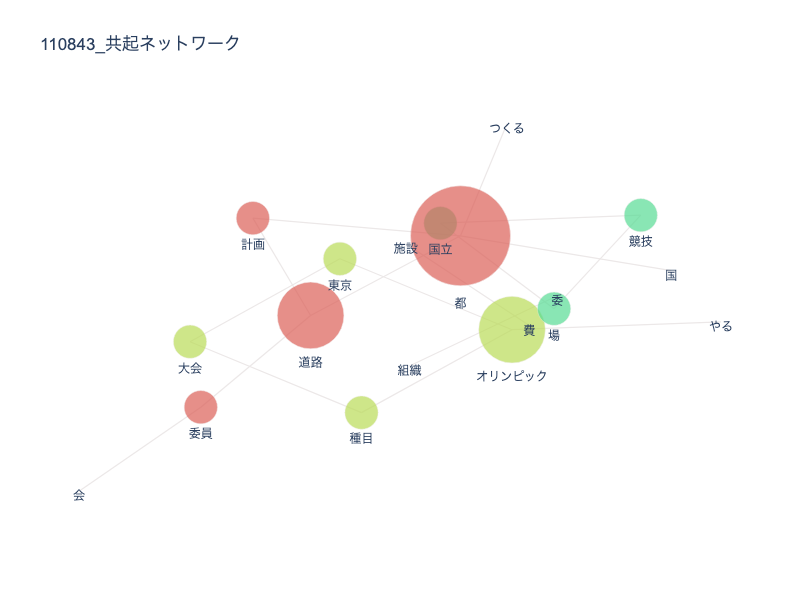 110843_共起ネットワーク
つくる
計画
施設
国立
競技
国
東京
都
委
費
場
やる
大会
道路
組織
オリンピック
委員
種目
会